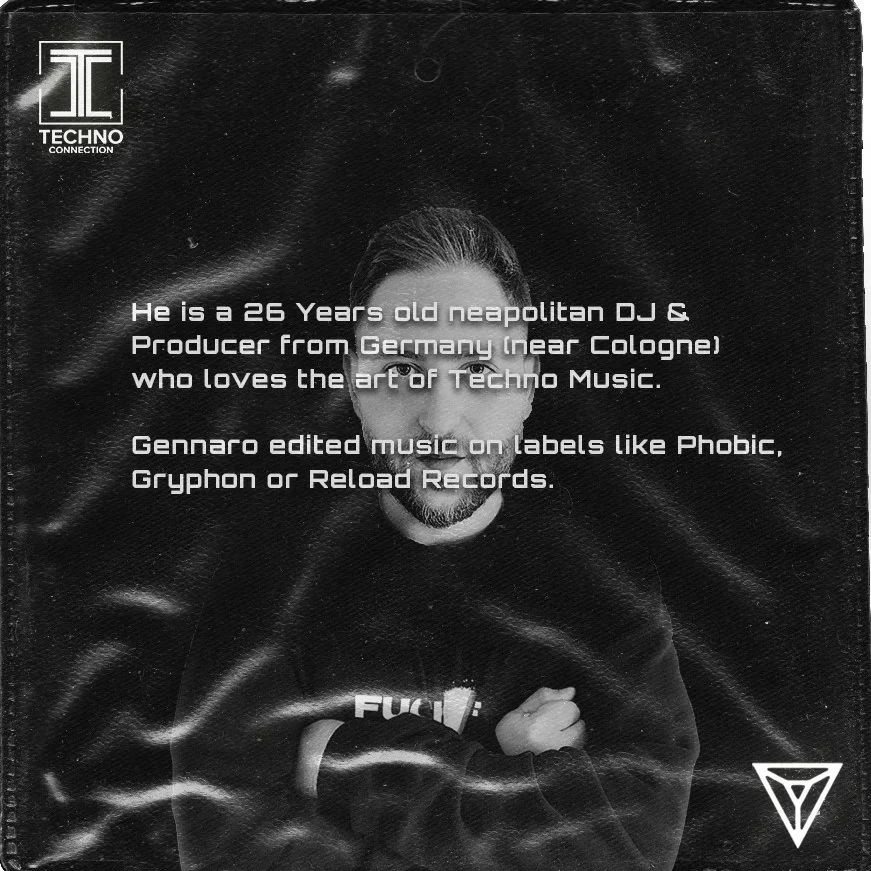 TECHNO
CONNECTION
He is a 26 Years old neapolitan DJ &
Producer from Germany (near Cologne)
who loves the art of Techno Music.
Gennaro edited music on labels like Phobic,
Gryphon or Reload Records.